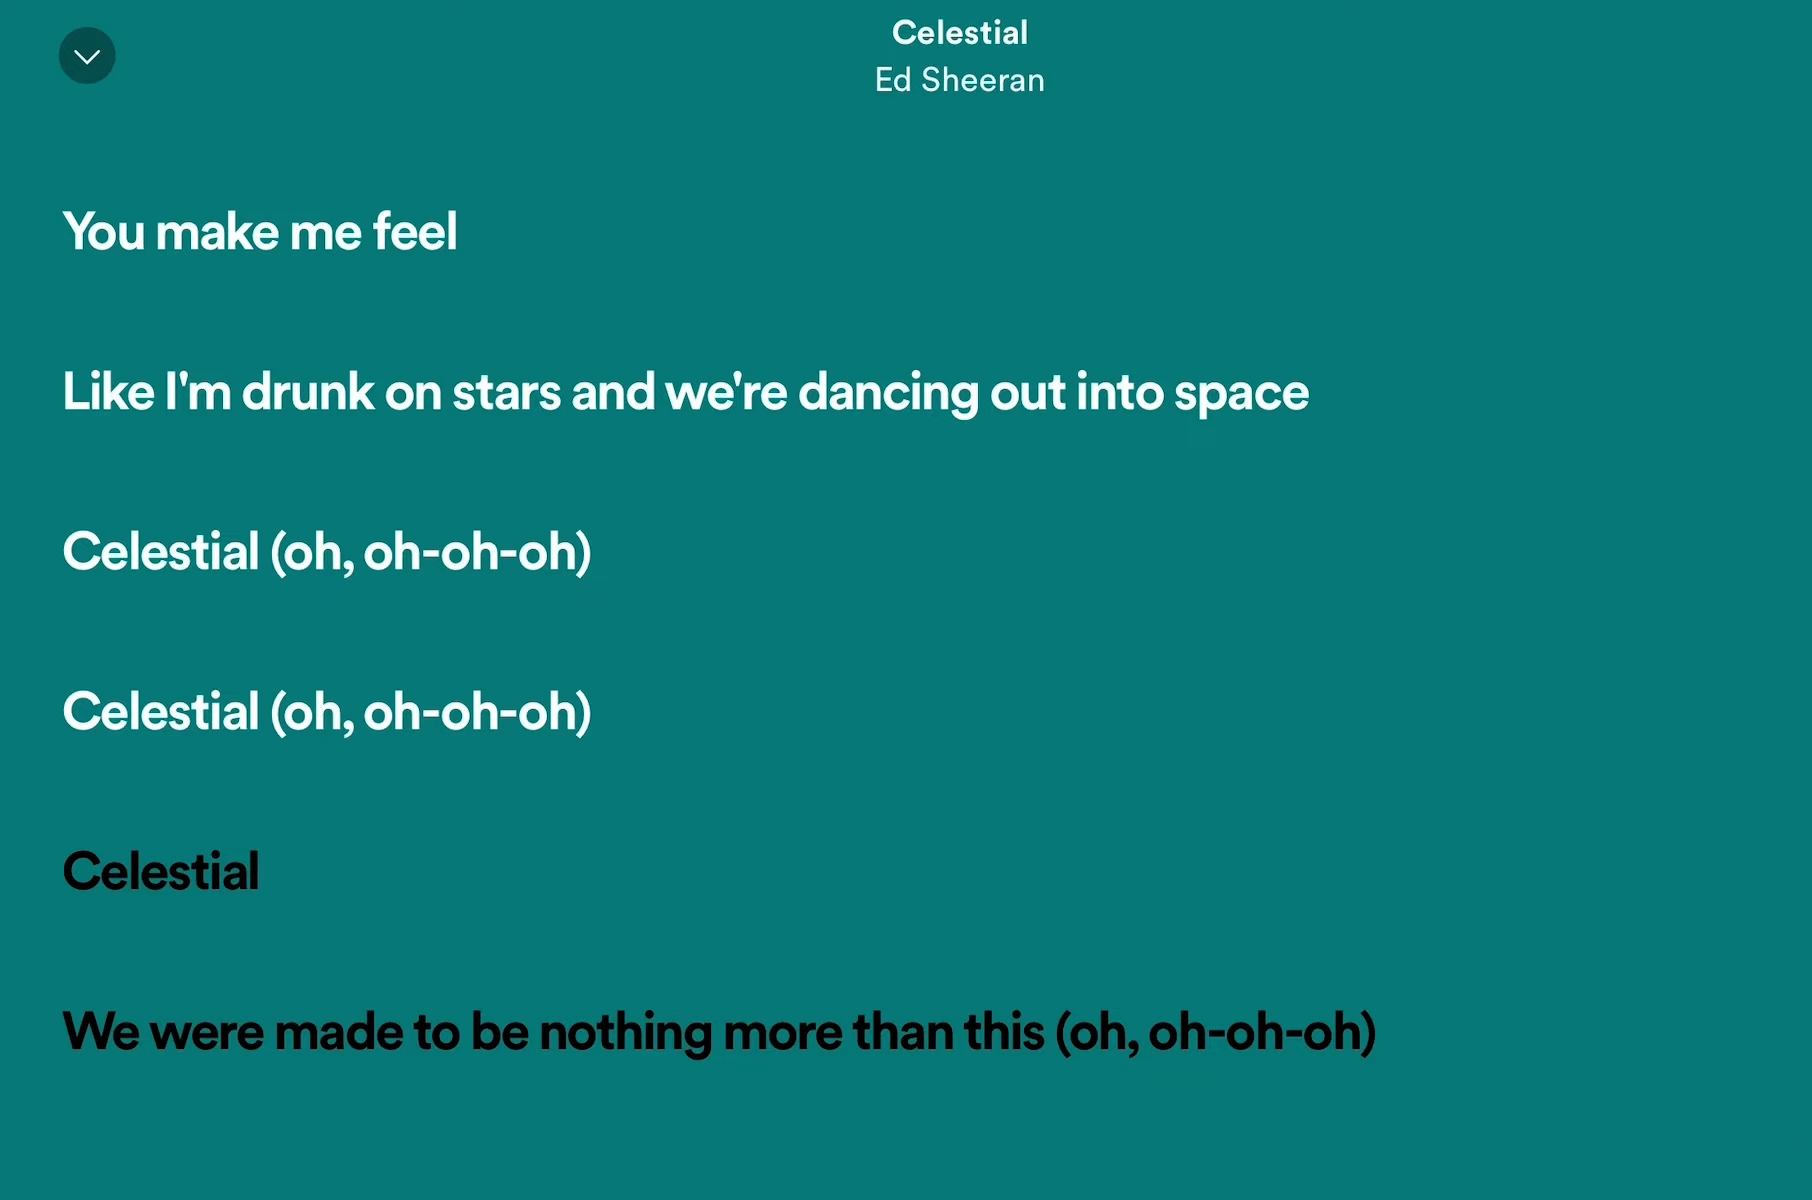 Celestial
Ed Sheeran
You make me feel
Like I'm drunk on stars and we're dancing out into space
Celestial (oh, oh-oh-oh)
Celestial (oh, oh-oh-oh)
Celestial
We were made to be nothing more than this (oh, oh-oh-oh)